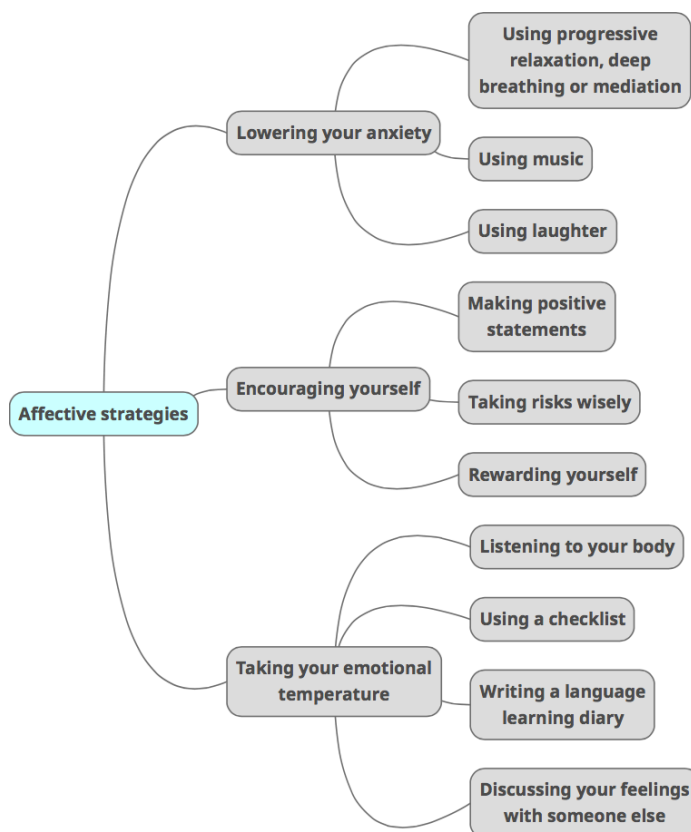 Affective strategies
Lowering your anxiety
Using progressive
relaxation, deep
breathing or mediation
Using music
Using laughter
Encouraging yourself
Making positive
statements
Taking risks wisely
Rewarding yourself
Taking your emotional
temperature
Listening to your body
Using a checklist
Writing a language
learning diary
Discussing your feelings
with someone else